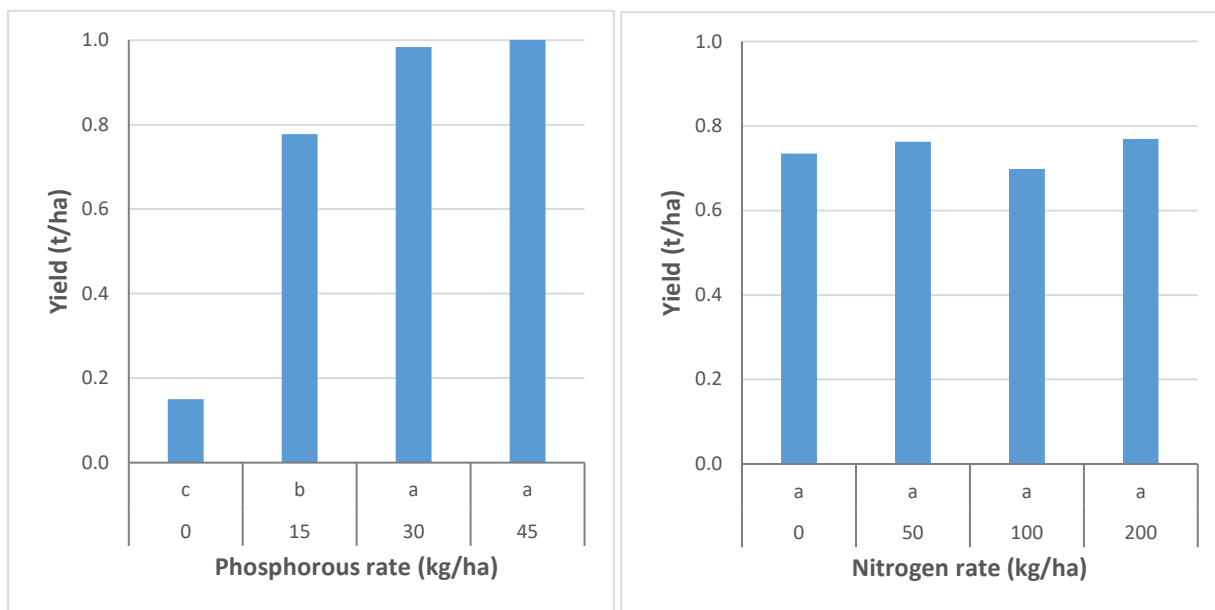 1.0
0.8
0.6
0.4
0.2
0.0
Yield (t/ha)
c b a a
0 15 30 45
Phosphorous rate (kg/ha)
1.0
0.8
0.6
0.4
0.2
0.0
Yield (t/ha)
a a a a
0 50 100 200
Nitrogen rate (kg/ha)